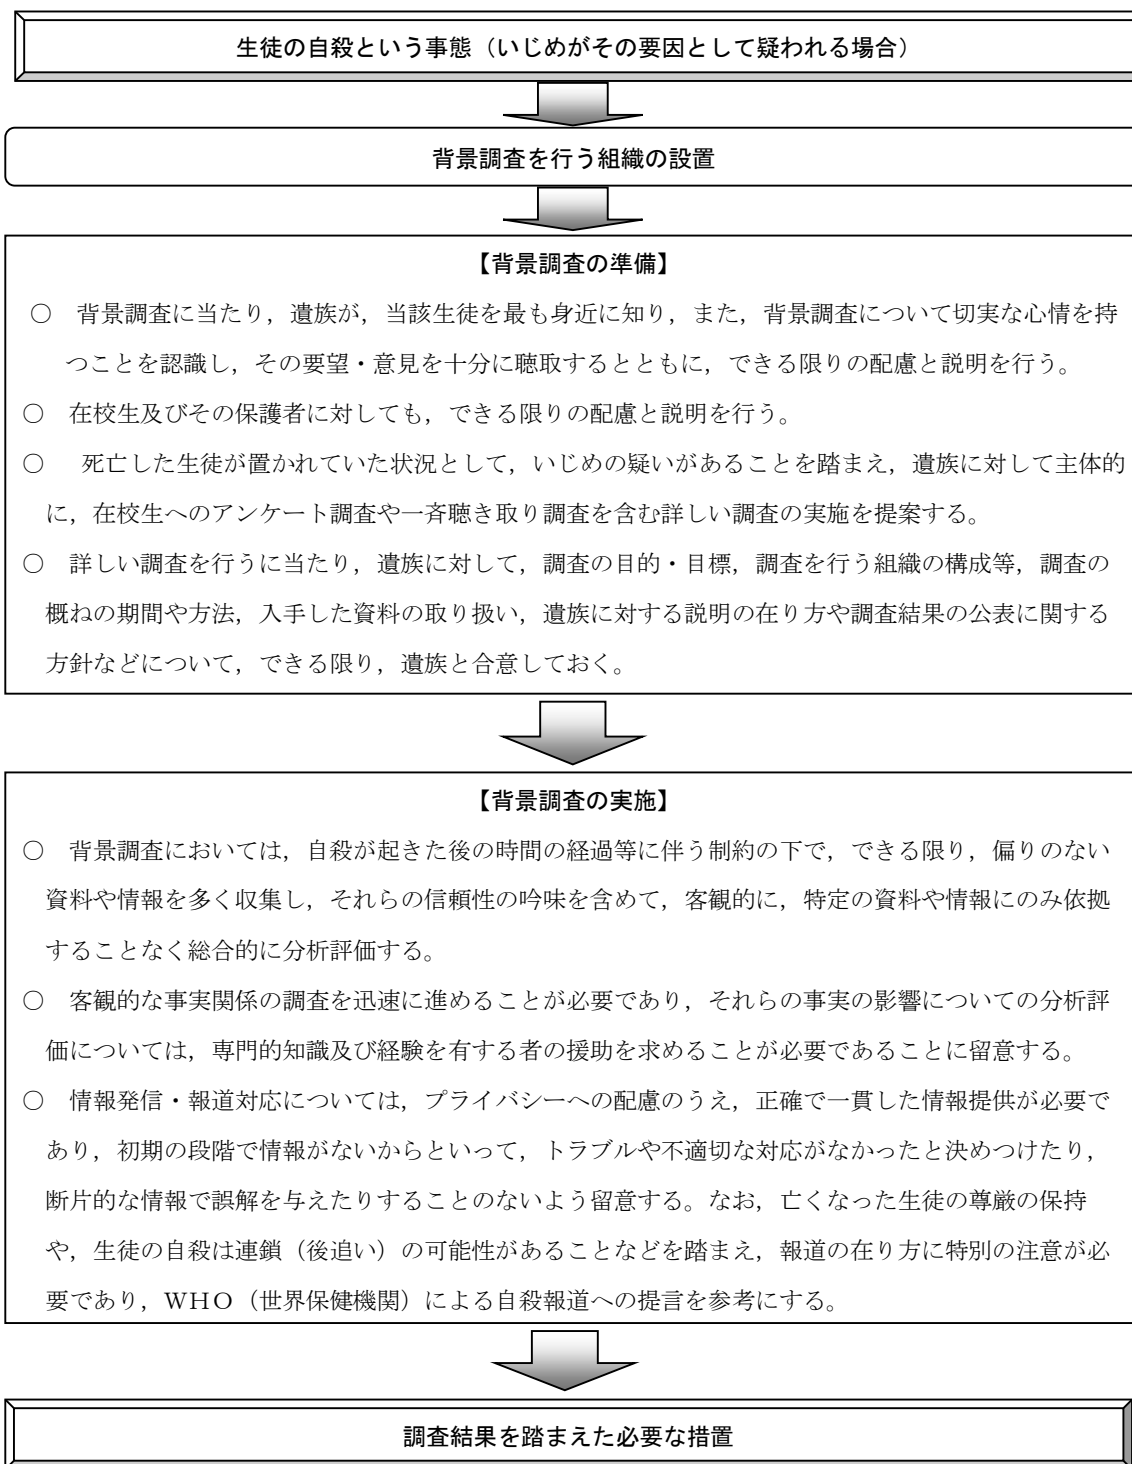 生徒の自殺という事態（いじめがその要因として疑われる場合）
背景調査を行う組織の設置
【背景調査の準備】
○　背景調査に当たり，遺族が，当該生徒を最も身近に知り，また，背景調査について切実な心情を持
つことを認識し，その要望・意見を十分に聴取するとともに，できる限りの配慮と説明を行う。
○　在校生及びその保護者に対しても，できる限りの配慮と説明を行う。
○　死亡した生徒が置かれていた状況として，いじめの疑いがあることを踏まえ，遺族に対して主体的
に，在校生へのアンケート調査や一斉聴き取り調査を含む詳しい調査の実施を提案する。
○　詳しい調査を行うに当たり，遺族に対して，調査の目的・目標，調査を行う組織の構成等，調査の
概ねの期間や方法，入手した資料の取り扱い，遺族に対する説明の在り方や調査結果の公表に関する
方針などについて，できる限り，遺族と合意しておく。
【背景調査の実施】
○　背景調査においては，自殺が起きた後の時間の経過等に伴う制約の下で，できる限り，偏りのない
資料や情報を多く収集し，それらの信頼性の吟味を含めて，客観的に，特定の資料や情報にのみ依拠
することなく総合的に分析評価する。
○　客観的な事実関係の調査を迅速に進めることが必要であり，それらの事実の影響についての分析評
価については，専門的知識及び経験を有する者の援助を求めることが必要であることに留意する。
○　情報発信・報道対応については，プライバシーへの配慮のうえ，正確で一貫した情報提供が必要で
あり，初期の段階で情報がないからといって，トラブルや不適切な対応がなかったと決めつけたり，
断片的な情報で誤解を与えたりすることのないよう留意する。なお，亡くなった生徒の尊厳の保持
や，生徒の自殺は連鎖（後追い）の可能性があることなどを踏まえ，報道の在り方に特別の注意が必
要であり，ＷＨＯ（世界保健機関）による自殺報道への提言を参考にする。
調査結果を踏まえた必要な措置